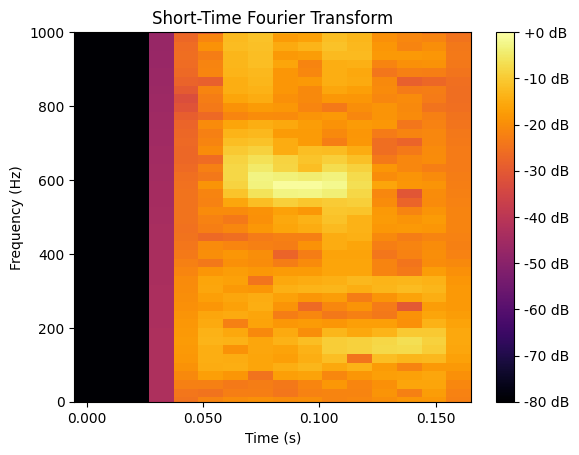 Short-Time Fourier Transform
Frequency (Hz)
1000
800
600
400
200
0
0.000
0.050
0.100
0.150
Time (s)
+0 dB
-10 dB
-20 dB
-30 dB
-40 dB
-50 dB
-60 dB
-70 dB
-80 dB